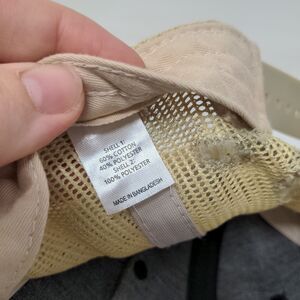 SHELL 1:
60% COTTON
40% POLYESTER
SHELL 2:
100% POLYESTER
MADE IN BANGLADESH